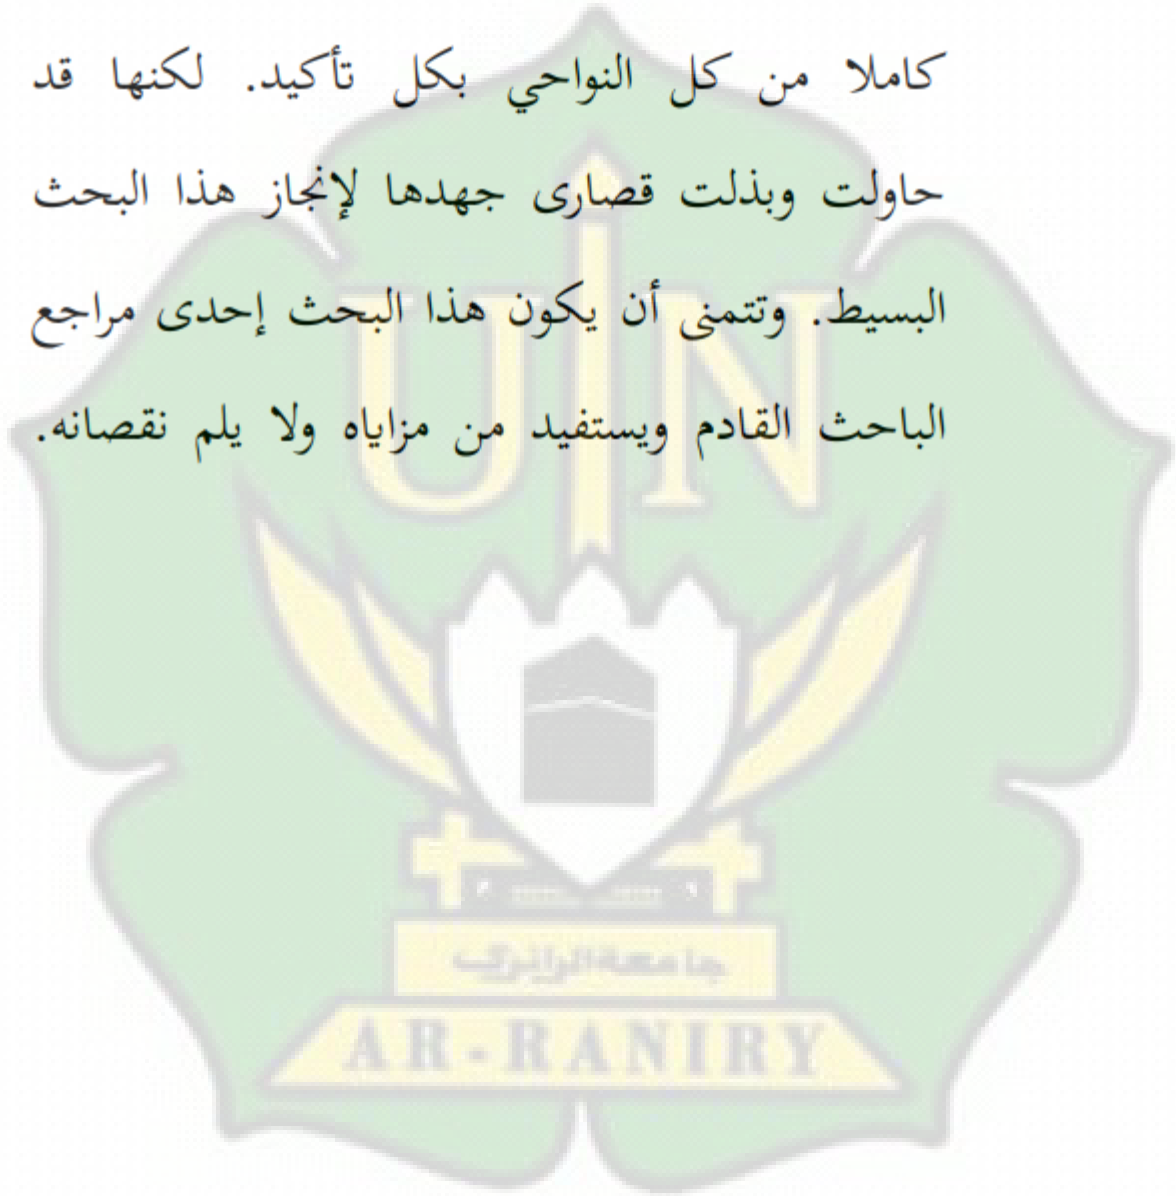 كاملا من كل النواحي بكل تأكيد. لكنها قد
حاولت وبذلت قصارى جهدها لإنجاز هذا البحث
البسيط. وتتمنى أن يكون هذا البحث إحدى مراجع
الباحث القادم ويستفيد من مزاياه ولا يلم نقصانه.
UIN
جامعة الرانري
AR-RANIRY